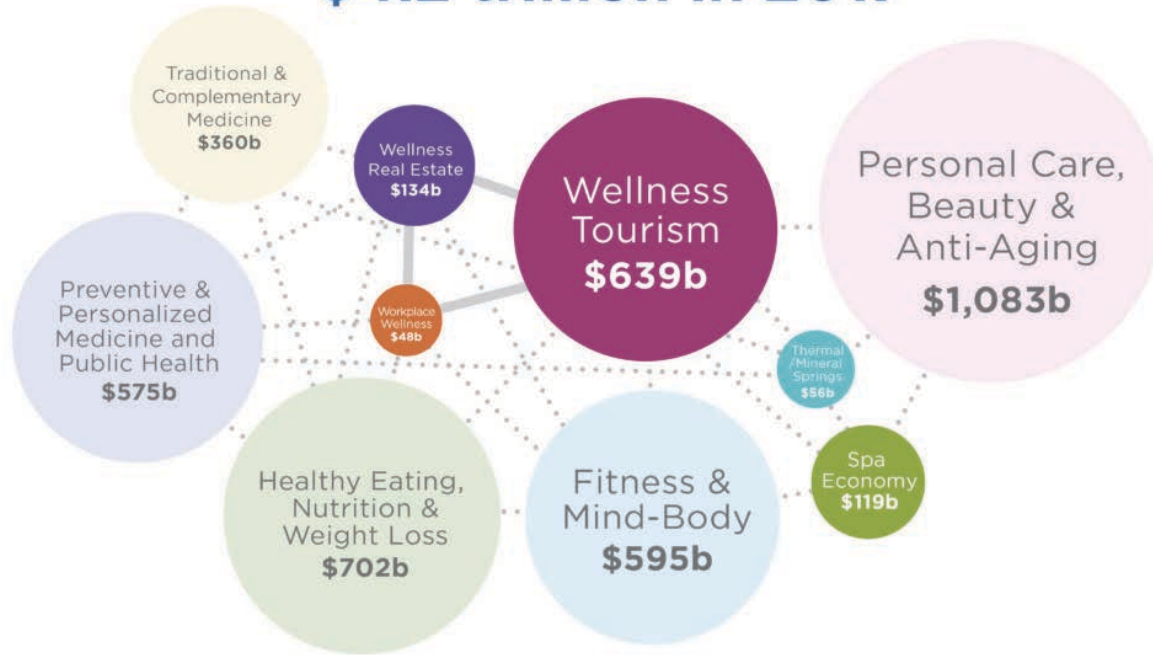 Traditional &
Complementary
Medicine
$360b
Wellness
Real Estate
$134b
Wellness
Tourism
$639b
Personal Care,
Beauty &
Anti-Aging
$1,083b
Preventive &
Personalized
Medicine and
Public Health
$575b
Workplace
Wellness
$48b
Thermal
/Mineral
Springs
$56b
Healthy Eating,
Nutrition &
Weight Loss
$702b
Fitness &
Mind-Body
$595b
Spa
Economy
$119b